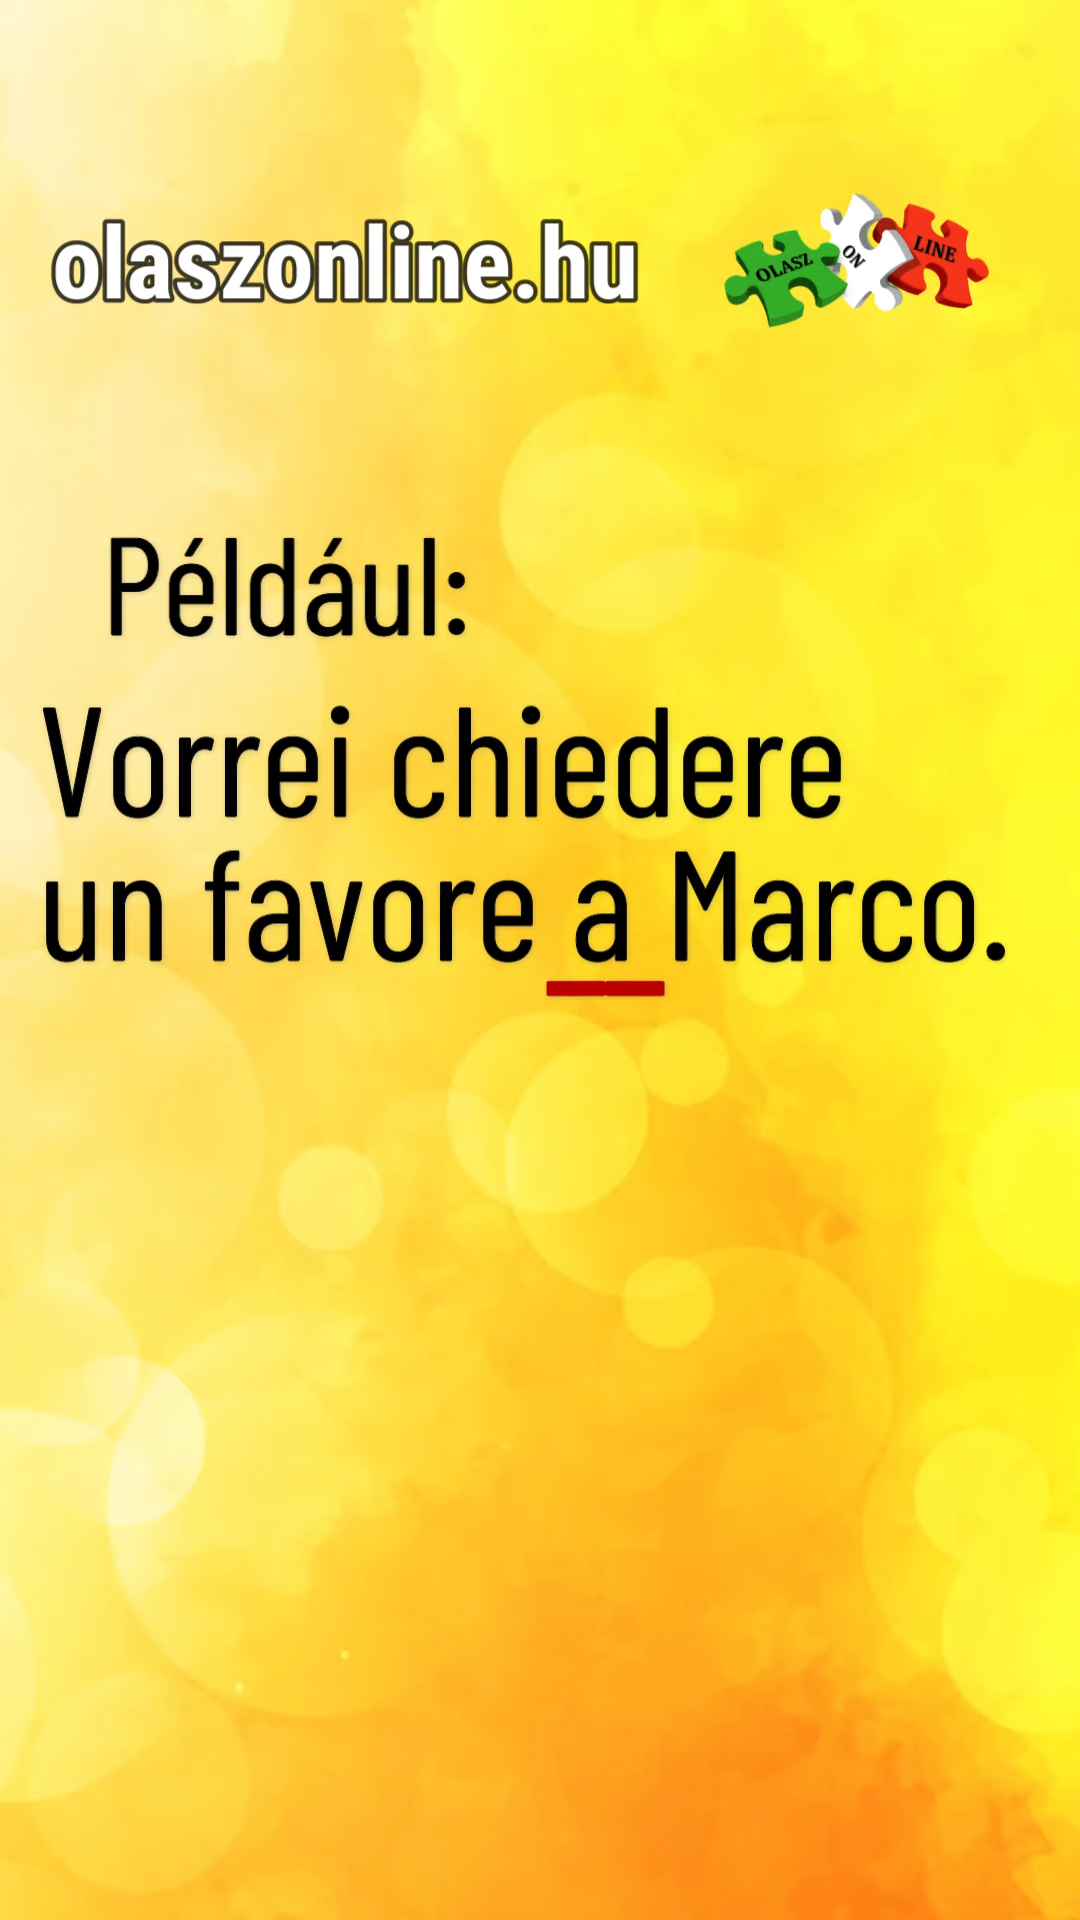 olaszonline.hu
OLASZ ON LINE
Például:
Vorrei chiedere
un favore a Marco.